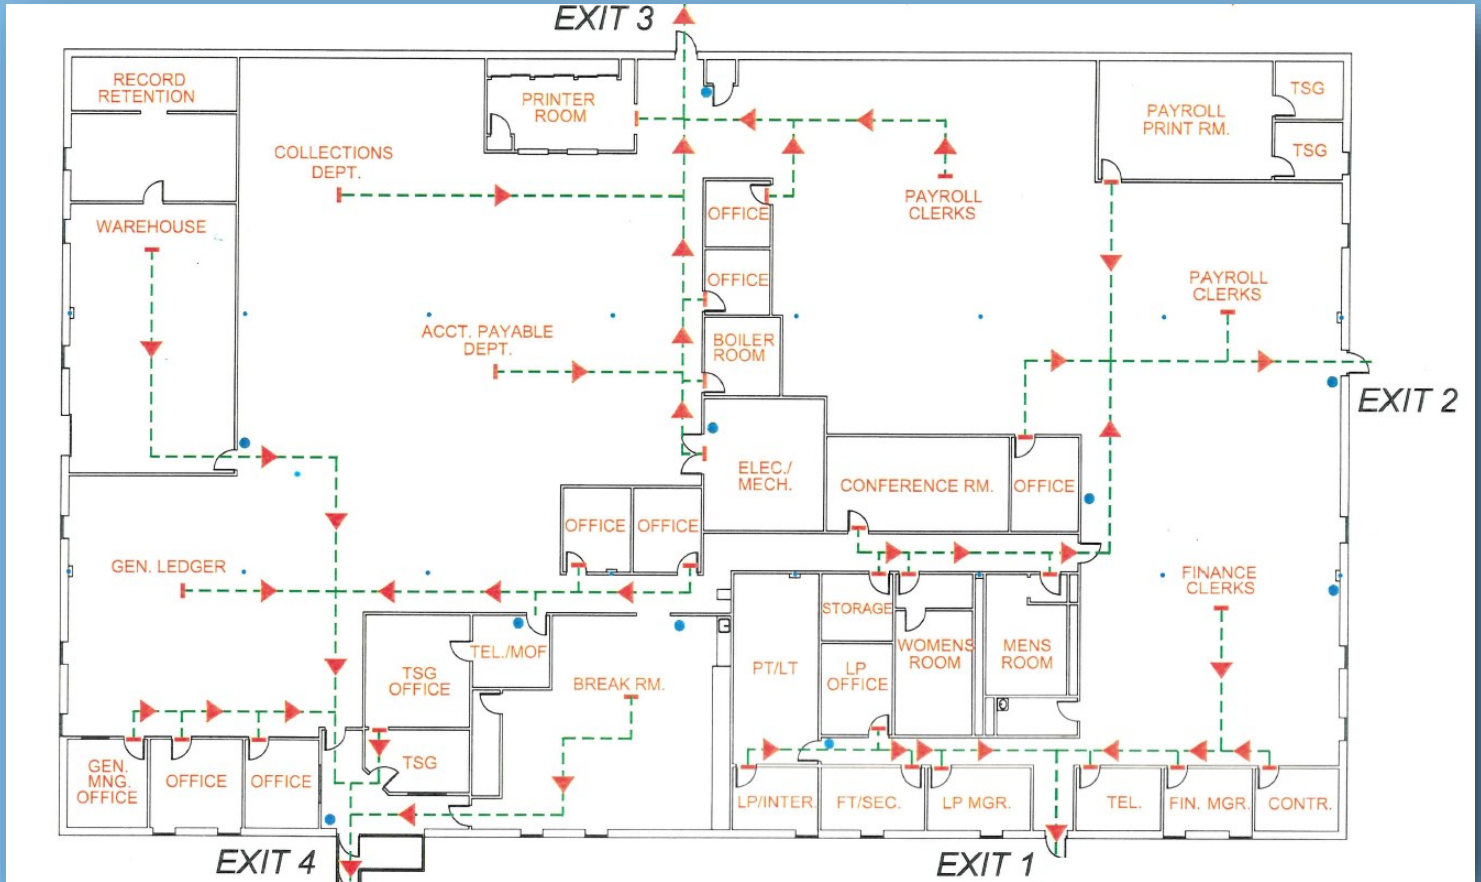 EXIT 3
RECORD
RETENTION
PRINTER
ROOM
PAYROLL
PRINT RM.
TSG
TSG
COLLECTIONS
DEPT.
PAYROLL
CLERKS
OFFICE
WAREHOUSE
OFFICE
PAYROLL
CLERKS
ACCT. PAYABLE
DEPT.
BOILER
ROOM
EXIT 2
ELEC./
MECH.
CONFERENCE RM.
OFFICE
OFFICE
OFFICE
GEN. LEDGER
FINANCE
CLERKS
STORAGE
TSG
OFFICE
TEL./MOF
BREAK RM.
PT/LT
LP
OFFICE
WOMENS
ROOM
MENS
ROOM
GEN.
MNG.
OFFICE
OFFICE
OFFICE
TSG
LP/INTER.
FT/SEC.
LP MGR.
TEL.
FIN. MGR.
CONTR.
EXIT 4
EXIT 1